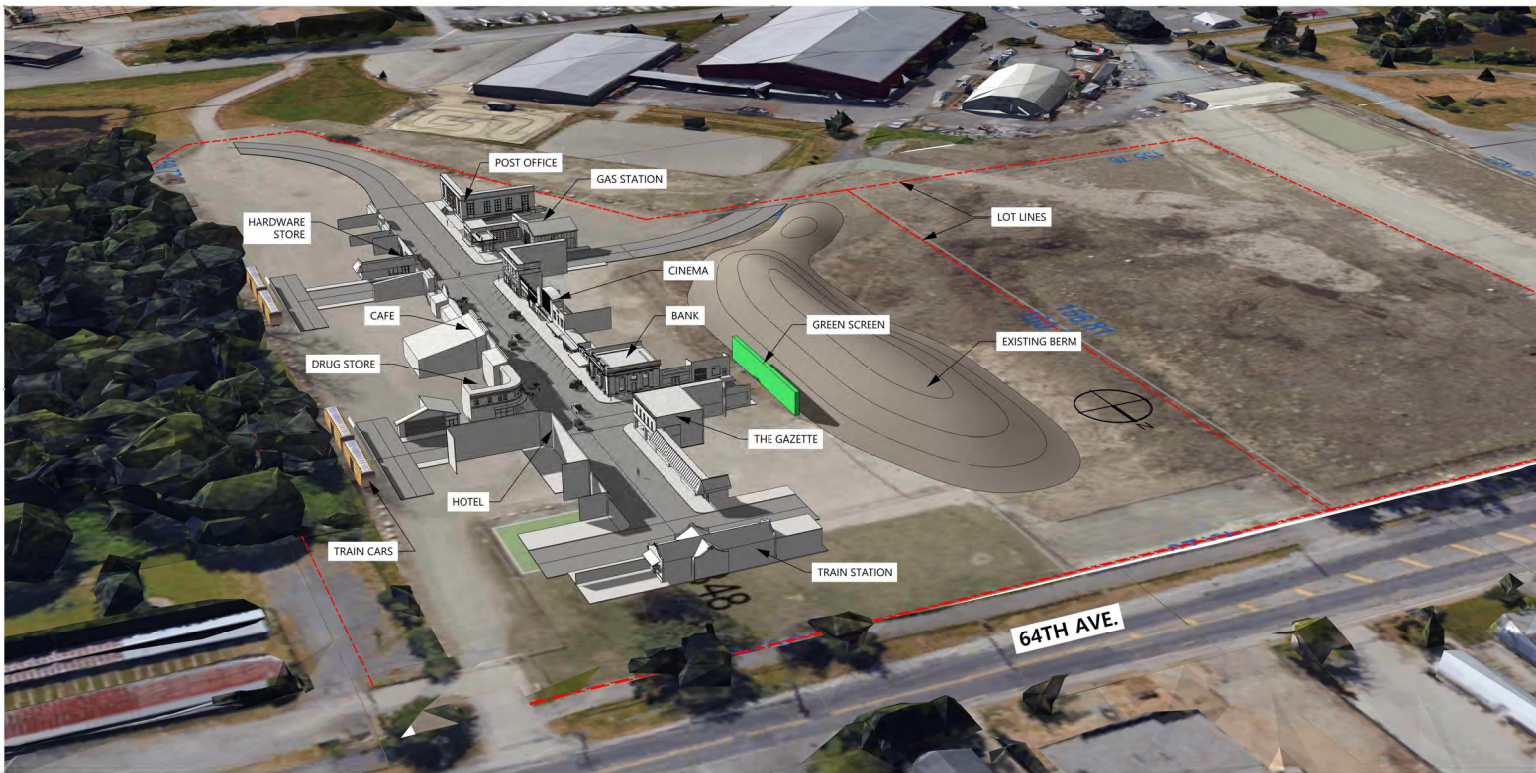 POST OFFICE
GAS STATION
HARDWARE
STORE
LOT LINES
CINEMA
CAFE
BANK
GREEN SCREEN
EXISTING BERM
DRUG STORE
THE GAZETTE
N
HOTEL
TRAIN CARS
TRAIN STATION
48
64TH AVE.